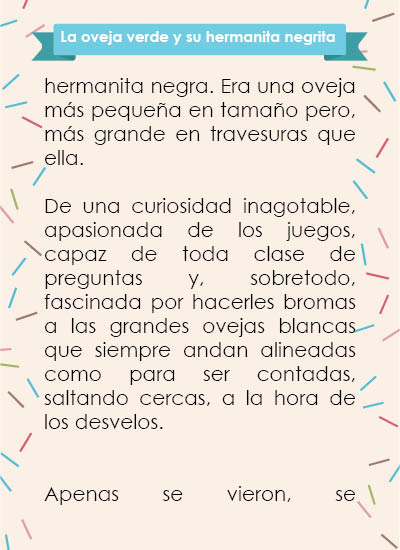 La oveja verde y su hermanita negrita
hermanita negra. Era una oveja
más pequeña en tamaño pero,
más grande en travesuras que
ella.
De una curiosidad inagotable,
apasionada de los juegos,
capaz de toda clase de
preguntas y, sobretodo,
fascinada por hacerles bromas
a las grandes ovejas blancas
que siempre andan alineadas
como para ser contadas,
saltando cercas, a la hora de
los desvelos.
Apenas se vieron, se